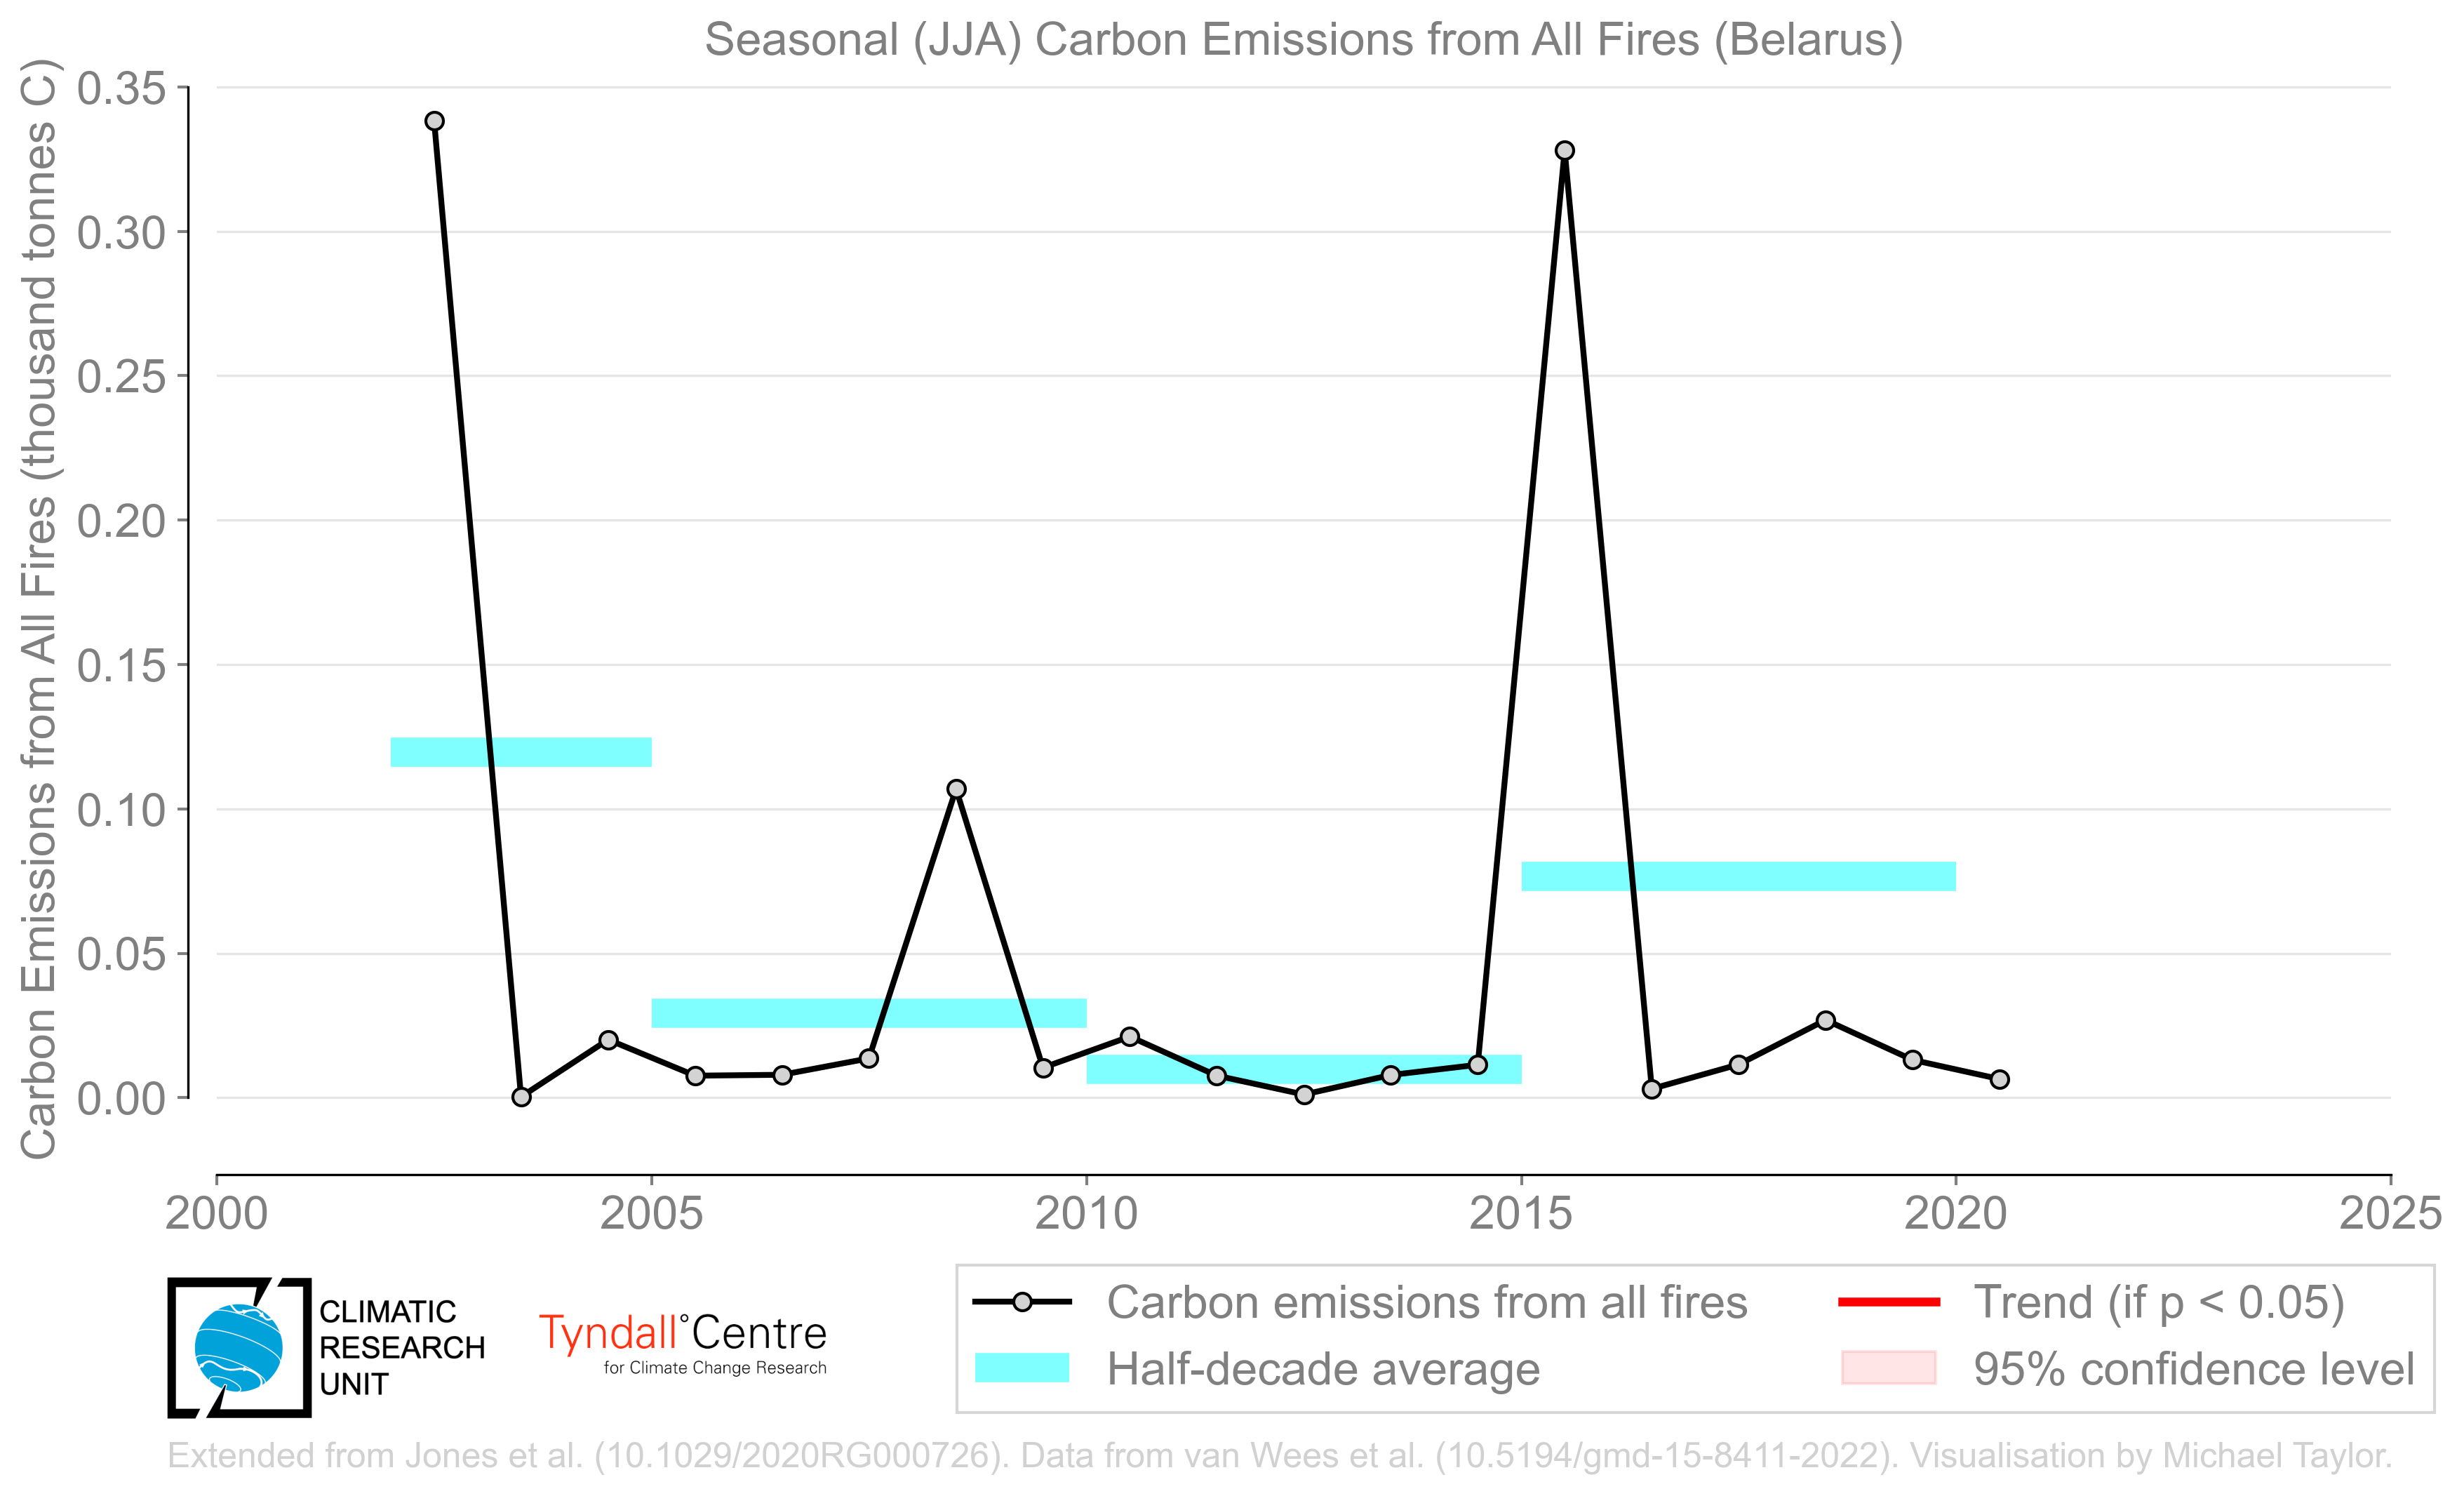 Seasonal (JJA) Carbon Emissions from All Fires (Belarus)
Carbon Emissions from All Fires (thousand tonnes C)
0.35
0.30
0.25
0.20
0.15
0.10
0.05
0.00
2000 2005 2010 2015 2020 2025
Carbon emissions from all fires
Half-decade average
Trend (if p < 0.05)
95% confidence level
CLIMATIC
RESEARCH
UNIT
Tyndall°Centre
for Climate Change Research
Extended from Jones et al. (10.1029/2020RG000726). Data from van Wees et al. (10.5194/gmd-15-8411-2022). Visualisation by Michael Taylor.